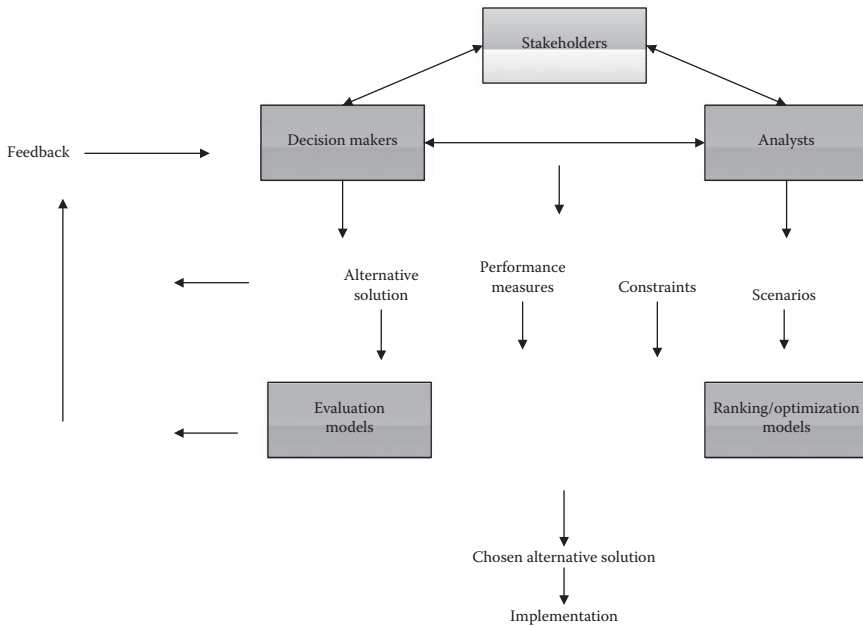 Stakeholders
Decision makers
Analysts
Feedback
Alternative
solution
Performance
measures
Constraints
Scenarios
Evaluation
models
Ranking/optimization
models
Chosen alternative solution
Implementation